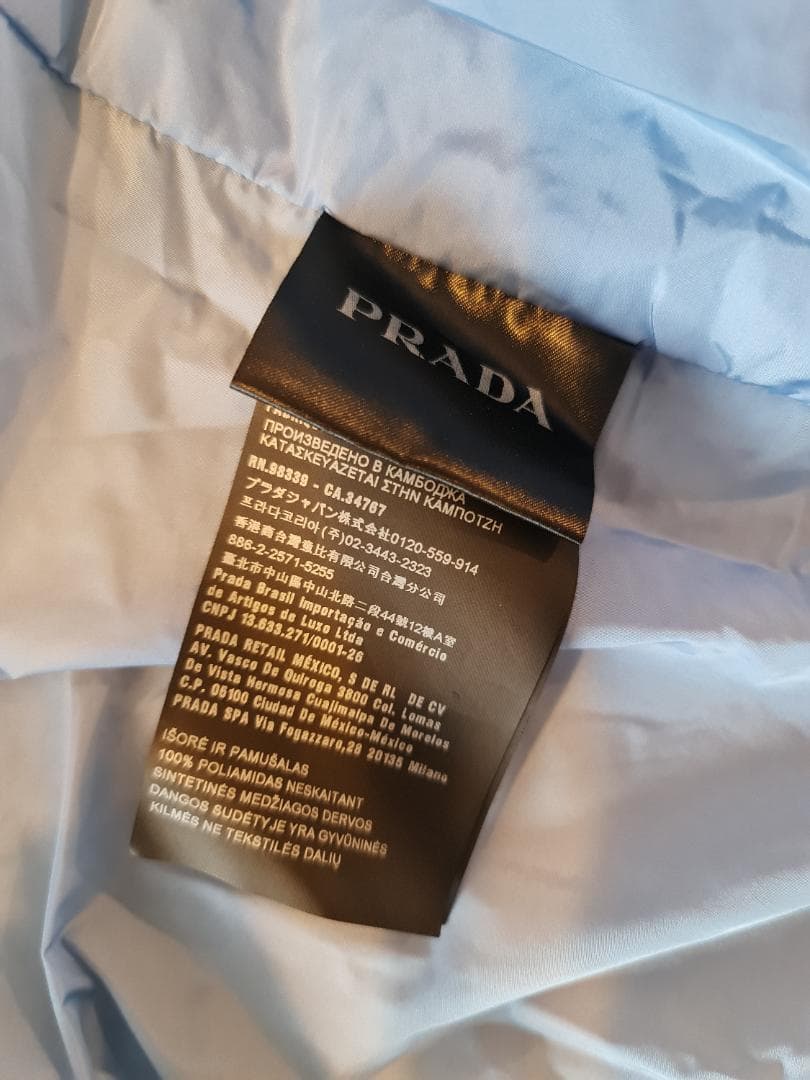 PRADA
ПРОИЗВЕДЕНО В КАМБОДЖА
ΚΑΤΑΣΚΕΥΑΖΕΤΑΙ ΣΤΗΝ ΚΑΜΠΟΤΖΗ
RN.98339 - CA.34767
プラダジャパン株式会社0120-559-914
프라다코리아(주)02-3443-2323
香港商台灣普比有限公司台灣分公司
886-2-2571-5255
臺北市中山區中山北路二段44號12樓A室
Prada Brasil Importação e Comércio
de Artigos de Luxo Ltda
CNPJ 13.633.271/0001-26
PRADA RETAIL MÉXICO, S DE RL DE CV
AV. Vasco De Quiroga 3800 Col. Lomas
De Vista Hermosa Cuajimalpa De Morelos
C.P. 05100 Ciudad De México-México
PRADA SPA Via Fogazzaro,28 20135 Milano
IŠORĖ IR PAMUŠALAS
100% POLIAMIDAS NESKAITANT
SINTETINĖS MEDŽIAGOS DERVOS
DANGOS SUDĖTYJE YRA GYVŪNINĖS
KILMĖS NE TEKSTILĖS DALIŲ